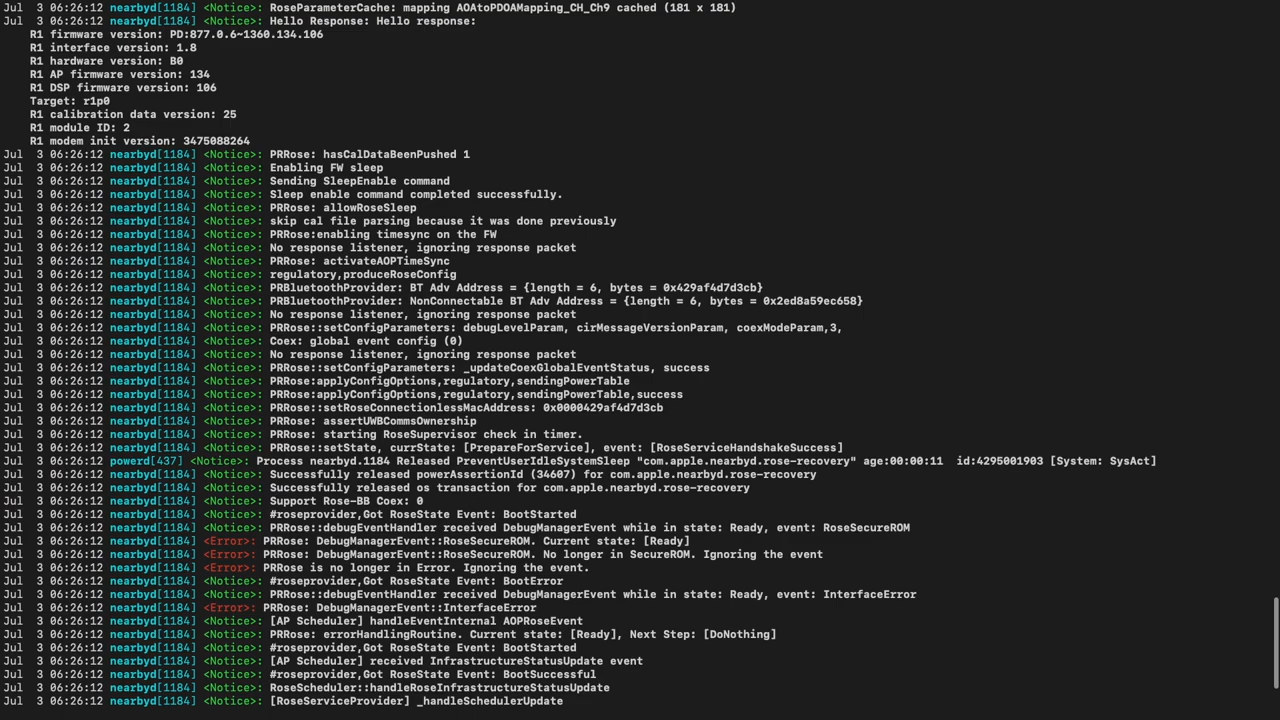 Jul  3 06:26:12 nearbyd[1184] <Notice>: RoseParameterCache: mapping AOAtoPDOAMapping_CH_Ch9 cached (181 x 181)
Jul  3 06:26:12 nearbyd[1184] <Notice>: Hello Response: Hello response:
    R1 firmware version: PD:877.0.6~1360.134.106
    R1 interface version: 1.8
    R1 hardware version: B0
    R1 AP firmware version: 134
    R1 DSP firmware version: 106
    Target: r1p0
    R1 calibration data version: 25
    R1 module ID: 2
    R1 modem init version: 3475088264
Jul  3 06:26:12 nearbyd[1184] <Notice>: PRRose: hasCalDataBeenPushed 1
Jul  3 06:26:12 nearbyd[1184] <Notice>: Enabling FW sleep
Jul  3 06:26:12 nearbyd[1184] <Notice>: Sending SleepEnable command
Jul  3 06:26:12 nearbyd[1184] <Notice>: Sleep enable command completed successfully.
Jul  3 06:26:12 nearbyd[1184] <Notice>: PRRose: allowRoseSleep
Jul  3 06:26:12 nearbyd[1184] <Notice>: skip cal file parsing because it was done previously
Jul  3 06:26:12 nearbyd[1184] <Notice>: PRRose:enabling timesync on the FW
Jul  3 06:26:12 nearbyd[1184] <Notice>: No response listener, ignoring response packet
Jul  3 06:26:12 nearbyd[1184] <Notice>: PRRose: activateAOPTimeSync
Jul  3 06:26:12 nearbyd[1184] <Notice>: regulatory,produceRoseConfig
Jul  3 06:26:12 nearbyd[1184] <Notice>: PRBluetoothProvider: BT Adv Address = {length = 6, bytes = 0x429af4d7d3cb}
Jul  3 06:26:12 nearbyd[1184] <Notice>: PRBluetoothProvider: NonConnectable BT Adv Address = {length = 6, bytes = 0x2ed8a59ec658}
Jul  3 06:26:12 nearbyd[1184] <Notice>: No response listener, ignoring response packet
Jul  3 06:26:12 nearbyd[1184] <Notice>: PRRose::setConfigParameters: debugLevelParam, cirMessageVersionParam, coexModeParam,3,
Jul  3 06:26:12 nearbyd[1184] <Notice>: Coex: global event config (0)
Jul  3 06:26:12 nearbyd[1184] <Notice>: No response listener, ignoring response packet
Jul  3 06:26:12 nearbyd[1184] <Notice>: PRRose::setConfigParameters: _updateCoexGlobalEventStatus, success
Jul  3 06:26:12 nearbyd[1184] <Notice>: PRRose:applyConfigOptions,regulatory,sendingPowerTable
Jul  3 06:26:12 nearbyd[1184] <Notice>: PRRose:applyConfigOptions,regulatory,sendingPowerTable,success
Jul  3 06:26:12 nearbyd[1184] <Notice>: PRRose::setRoseConnectionlessMacAddress: 0x0000429af4d7d3cb
Jul  3 06:26:12 nearbyd[1184] <Notice>: PRRose: assertUWBCommsOwnership
Jul  3 06:26:12 nearbyd[1184] <Notice>: PRRose: starting RoseSupervisor check in timer.
Jul  3 06:26:12 nearbyd[1184] <Notice>: PRRose::setState, currState: [PrepareForService], event: [RoseServiceHandshakeSuccess]
Jul  3 06:26:12 powerd[437] <Notice>: Process nearbyd.1184 Released PreventUserIdleSystemSleep "com.apple.nearbyd.rose-recovery" age:00:00:11  id:4295001903 [System: SysAct]
Jul  3 06:26:12 nearbyd[1184] <Notice>: Successfully released powerAssertionId (34607) for com.apple.nearbyd.rose-recovery
Jul  3 06:26:12 nearbyd[1184] <Notice>: Successfully released os transaction for com.apple.nearbyd.rose-recovery
Jul  3 06:26:12 nearbyd[1184] <Notice>: Support Rose-BB Coex: 0
Jul  3 06:26:12 nearbyd[1184] <Notice>: #roseprovider,Got RoseState Event: BootStarted
Jul  3 06:26:12 nearbyd[1184] <Notice>: PRRose::debugEventHandler received DebugManagerEvent while in state: Ready, event: RoseSecureROM
Jul  3 06:26:12 nearbyd[1184] <Error>: PRRose: DebugManagerEvent::RoseSecureROM. Current state: [Ready]
Jul  3 06:26:12 nearbyd[1184] <Error>: PRRose: DebugManagerEvent::RoseSecureROM. No longer in SecureROM. Ignoring the event
Jul  3 06:26:12 nearbyd[1184] <Error>: PRRose is no longer in Error. Ignoring the event.
Jul  3 06:26:12 nearbyd[1184] <Notice>: #roseprovider,Got RoseState Event: BootError
Jul  3 06:26:12 nearbyd[1184] <Notice>: PRRose::debugEventHandler received DebugManagerEvent while in state: Ready, event: InterfaceError
Jul  3 06:26:12 nearbyd[1184] <Error>: PRRose: DebugManagerEvent::InterfaceError
Jul  3 06:26:12 nearbyd[1184] <Notice>: [AP Scheduler] handleEventInternal AOPRoseEvent
Jul  3 06:26:12 nearbyd[1184] <Notice>: PRRose: errorHandlingRoutine. Current state: [Ready], Next Step: [DoNothing]
Jul  3 06:26:12 nearbyd[1184] <Notice>: #roseprovider,Got RoseState Event: BootStarted
Jul  3 06:26:12 nearbyd[1184] <Notice>: [AP Scheduler] received InfrastructureStatusUpdate event
Jul  3 06:26:12 nearbyd[1184] <Notice>: #roseprovider,Got RoseState Event: BootSuccessful
Jul  3 06:26:12 nearbyd[1184] <Notice>: RoseScheduler::handleRoseInfrastructureStatusUpdate
Jul  3 06:26:12 nearbyd[1184] <Notice>: [RoseServiceProvider] _handleSchedulerUpdate